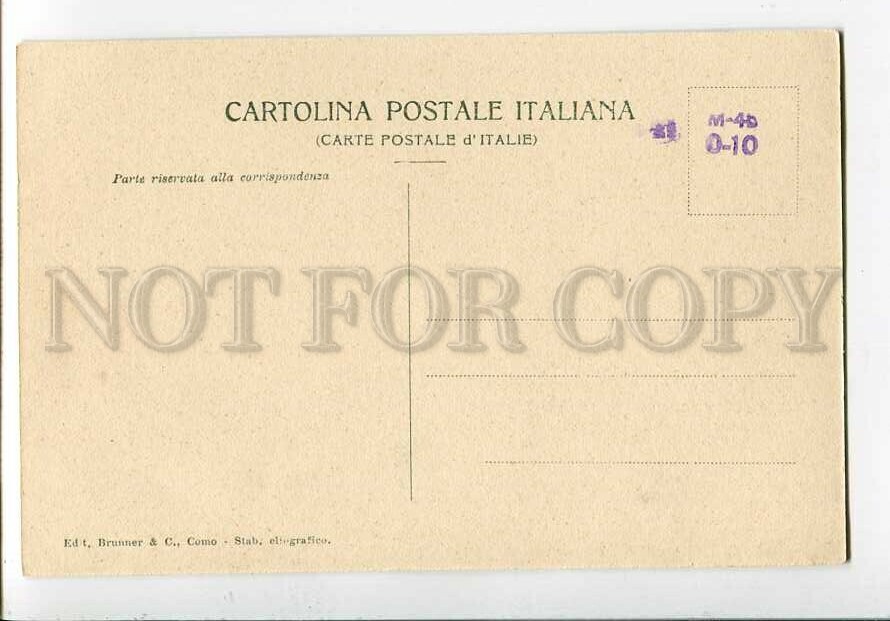 CARTOLINA POSTALE ITALIANA
(CARTE POSTALE d'ITALIE)
M-4b
0-10
Parte riservata alla corrispondenza
NOT FOR COPY
Edit, Brunner & C., Como - Stab. eliografico.